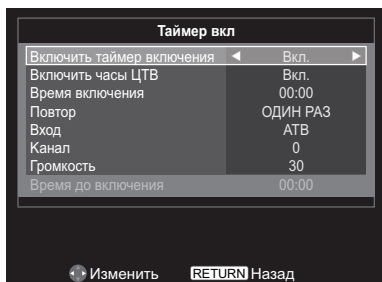 Таймер вкл
Включить таймер включения Вкл.
Включить часы ЦТВ Вкл.
Время включения 00:00
Повтор ОДИН РАЗ
Вход АТВ
Канал 0
Громкость 30
Время до включения 00:00
Изменить RETURN Назад